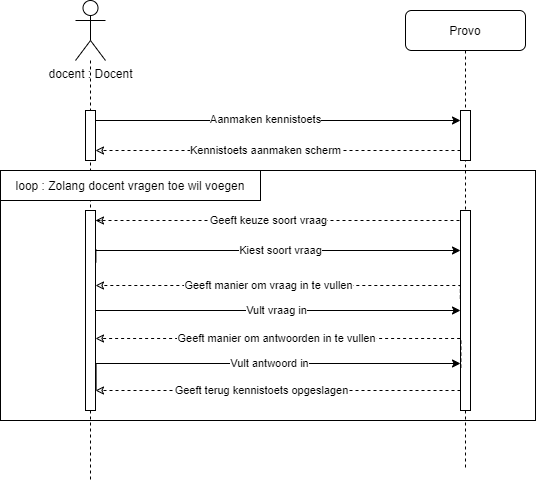 Provo
docent : Docent
Aanmaken kennistoets
Kennistoets aanmaken scherm
loop : Zolang docent vragen toe wil voegen
Geeft keuze soort vraag
Kiest soort vraag
Geeft manier om vraag in te vullen
Vult vraag in
Geeft manier om antwoorden in te vullen
Vult antwoord in
Geeft terug kennistoets opgeslagen